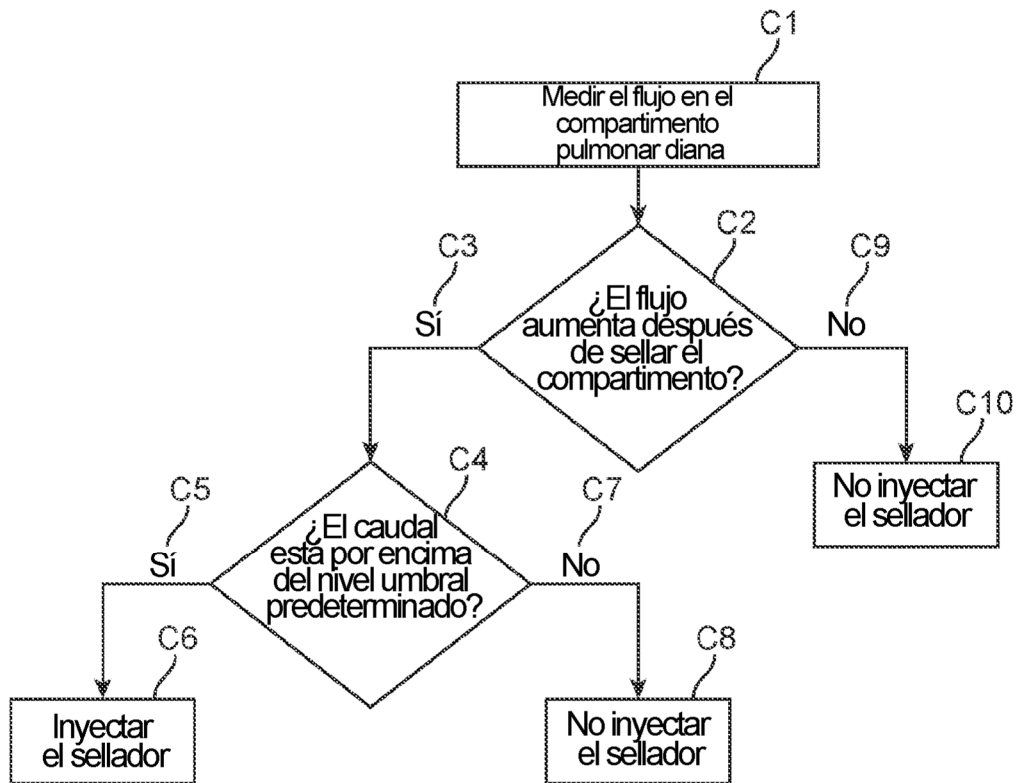 C1
Medir el flujo en el
compartimento
pulmonar diana
C2
C3
C9
¿El flujo
aumenta después
de sellar el
compartimento?
Sí
No
C10
No inyectar
el sellador
C4
C5
C7
¿El caudal
está por encima
del nivel umbral
predeterminado?
Sí
No
C6
C8
Inyectar
el sellador
No inyectar
el sellador